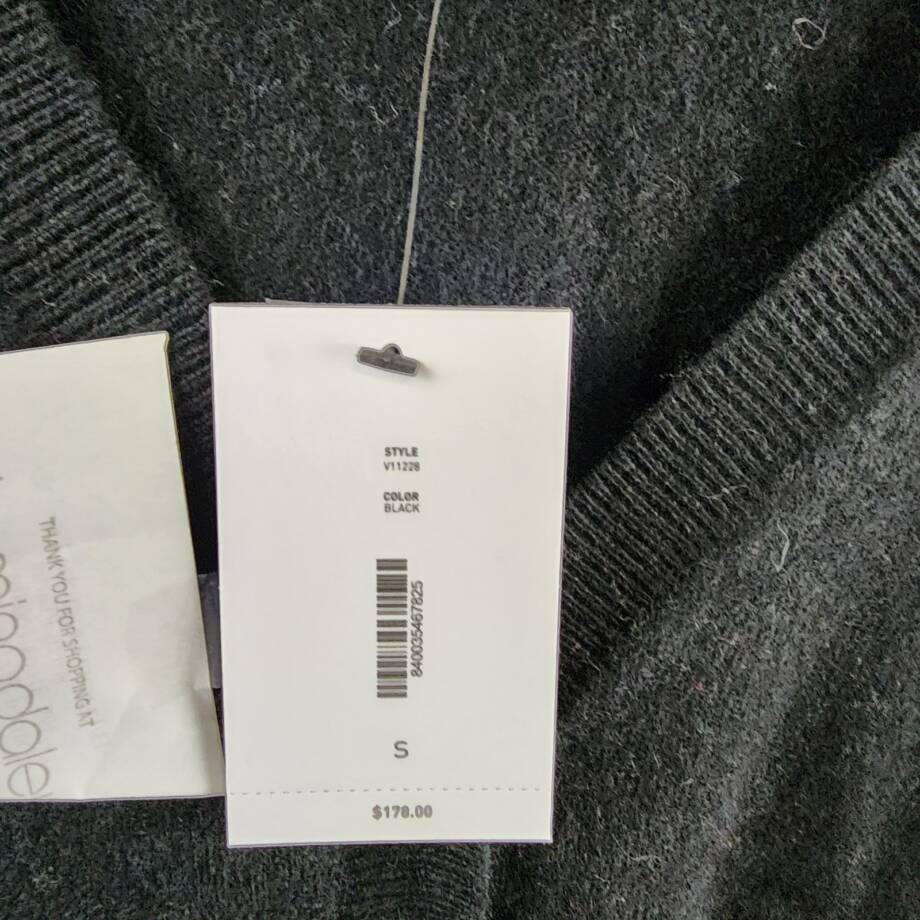 THANK YOU FOR SHOPPING AT
STYLE
V11228
COLOR
BLACK
840035467825
S
$178.00